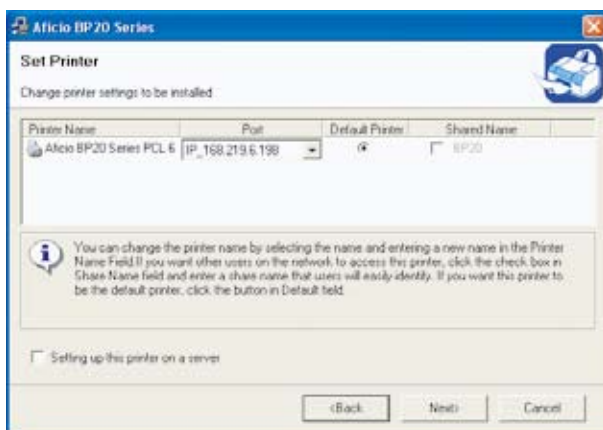 Aficio BP20 Series
Set Printer
Change printer settings to be installed
Printer Name Port Default Printer Shared Name
Aficio BP20 Series PCL 6 IP_168.219.6.198 BP20
You can change the printer name by selecting the name and entering a new name in the Printer
Name Field.If you want other users on the network to access this printer, click the check box in
Share Name field and enter a share name that users will easily identify. If you want this printer to
be the default printer, click the button in Default field
Setting up this printer on a server
<Back Next> Cancel